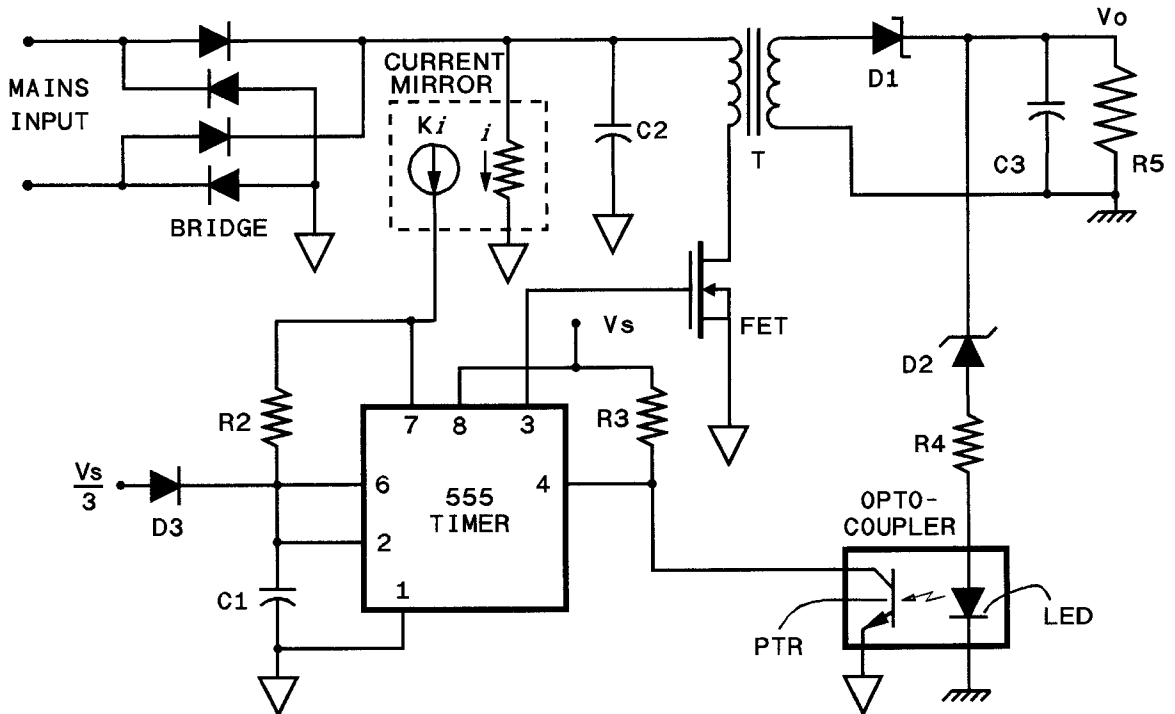 Vo
MAINS
INPUT
CURRENT
MIRROR
Ki
i
D1
C2
T
C3
R5
BRIDGE
Vs
FET
D2
R2
7
8
3
R3
R4
Vs
3
D3
6
555
TIMER
4
2
OPTO-
COUPLER
C1
1
PTR
LED